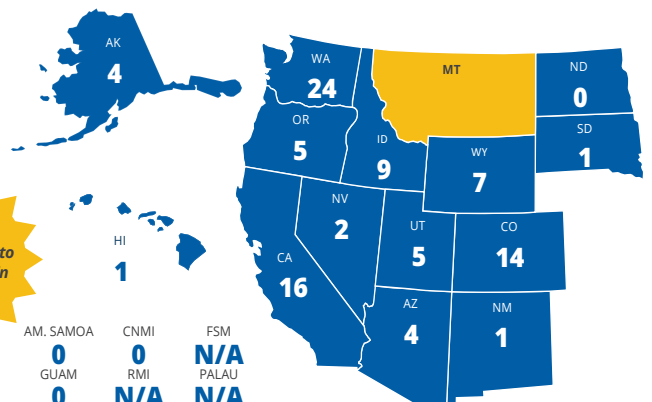 AK
4
WA
24
MT
ND
0
OR
5
ID
9
SD
1
WY
7
NV
2
UT
5
CO
14
HI
1
CA
16
AZ
4
NM
1
to
n
AM. SAMOA CNMI FSM
0 0 N/A
GUAM RMI PALAU
0 N/A N/A